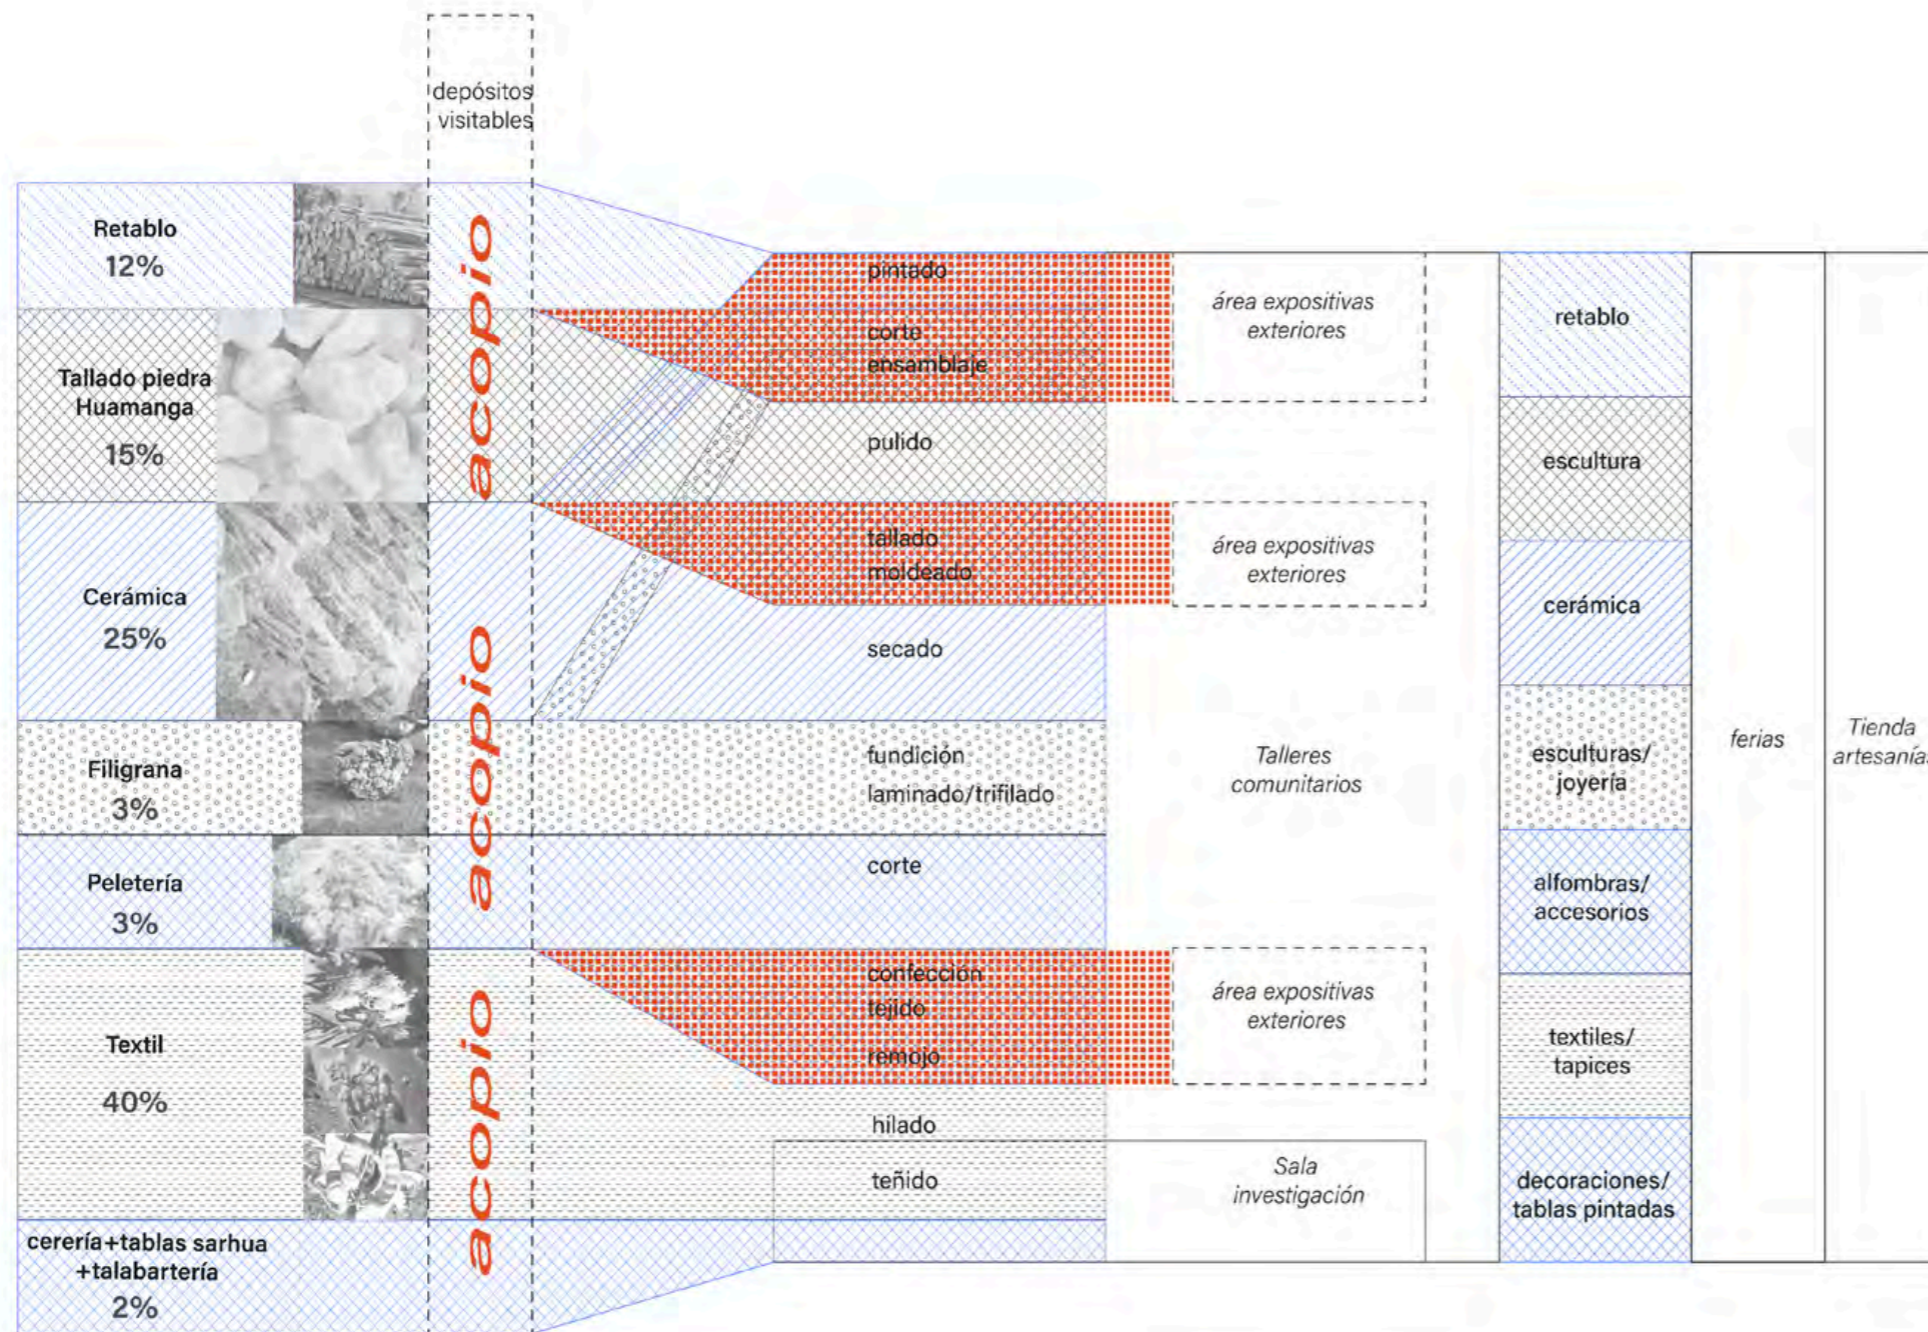 depósitos
visitables
Retablo
12%
Tallado piedra
Huamanga
15%
Cerámica
25%
Filigrana
3%
Peletería
3%
Textil
40%
cerería+tablas sarhua
+talabartería
2%
acopio
acopio
acopio
pintado
corte
ensamblaje
pulido
tallado
moldeado
secado
fundición
laminado/trifilado
corte
confección
tejido
remojo
hilado
teñido
área expositivas
exteriores
área expositivas
exteriores
Talleres
comunitarios
área expositivas
exteriores
Sala
investigación
retablo
escultura
cerámica
esculturas/
joyería
alfombras/
accesorios
textiles/
tapices
decoraciones/
tablas pintadas
ferias
Tienda
artesanías